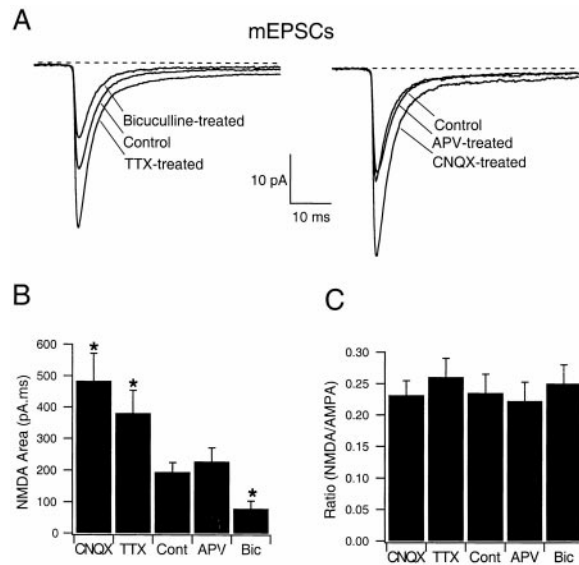 A
mEPSCs
Bicuculline-treated
Control
TTX-treated
Control
APV-treated
CNQX-treated
10 pA
10 ms
B
NMDA Area (pA.ms)
600
500
400
300
200
100
0
*
*
*
CNQX TTX Cont APV Bic
C
Ratio (NMDA/AMPA)
0.30
0.25
0.20
0.15
0.10
0.05
0.00
CNQX TTX Cont APV Bic